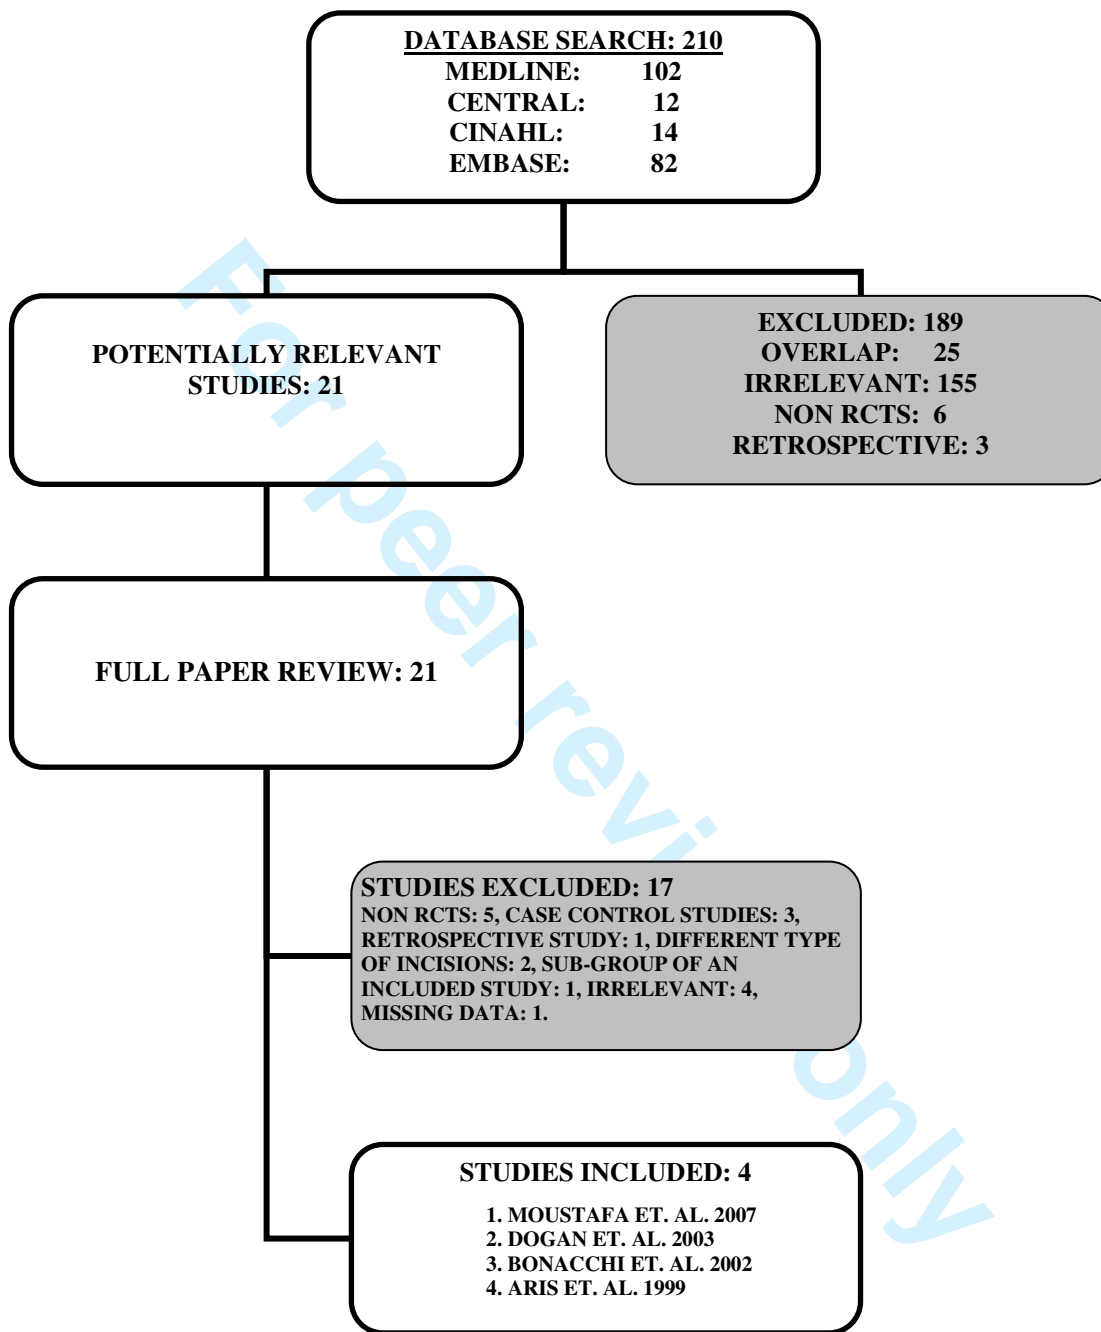 DATABASE SEARCH: 210
MEDLINE: 102
CENTRAL: 12
CINAHL: 14
EMBASE: 82
POTENTIALLY RELEVANT
STUDIES: 21
EXCLUDED: 189
OVERLAP: 25
IRRELEVANT: 155
NON RCTS: 6
RETROSPECTIVE: 3
FULL PAPER REVIEW: 21
STUDIES EXCLUDED: 17
NON RCTS: 5, CASE CONTROL STUDIES: 3,
RETROSPECTIVE STUDY: 1, DIFFERENT TYPE
OF INCISIONS: 2, SUB-GROUP OF AN
INCLUDED STUDY: 1, IRRELEVANT: 4,
MISSING DATA: 1.
STUDIES INCLUDED: 4
1. MOUSTAFA ET. AL. 2007
2. DOGAN ET. AL. 2003
3. BONACCHI ET. AL. 2002
4. ARIS ET. AL. 1999
For peer review only